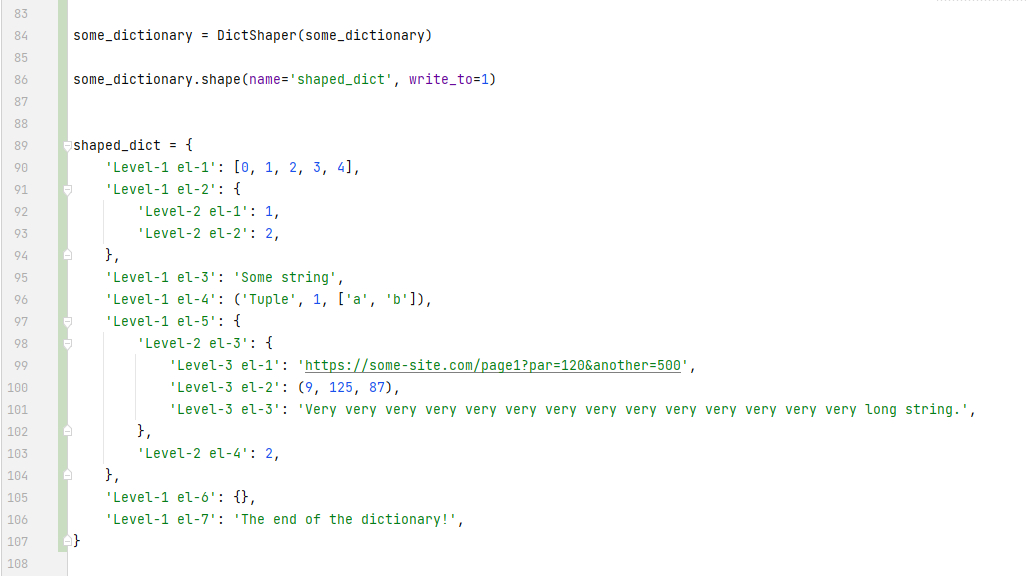 83
84 some_dictionary = DictShaper(some_dictionary)
85
86 some_dictionary.shape(name='shaped_dict', write_to=1)
87
88
89 shaped_dict = {
90     'Level-1 el-1': [0, 1, 2, 3, 4],
91     'Level-1 el-2': {
92         'Level-2 el-1': 1,
93         'Level-2 el-2': 2,
94     },
95     'Level-1 el-3': 'Some string',
96     'Level-1 el-4': ('Tuple', 1, ['a', 'b']),
97     'Level-1 el-5': {
98         'Level-2 el-3': {
99             'Level-3 el-1': 'https://some-site.com/page1?par=120&another=500',
100             'Level-3 el-2': (9, 125, 87),
101             'Level-3 el-3': 'Very very very very very very very very very very very very very very long string.',
102         },
103         'Level-2 el-4': 2,
104     },
105     'Level-1 el-6': {},
106     'Level-1 el-7': 'The end of the dictionary!',
107 }
108